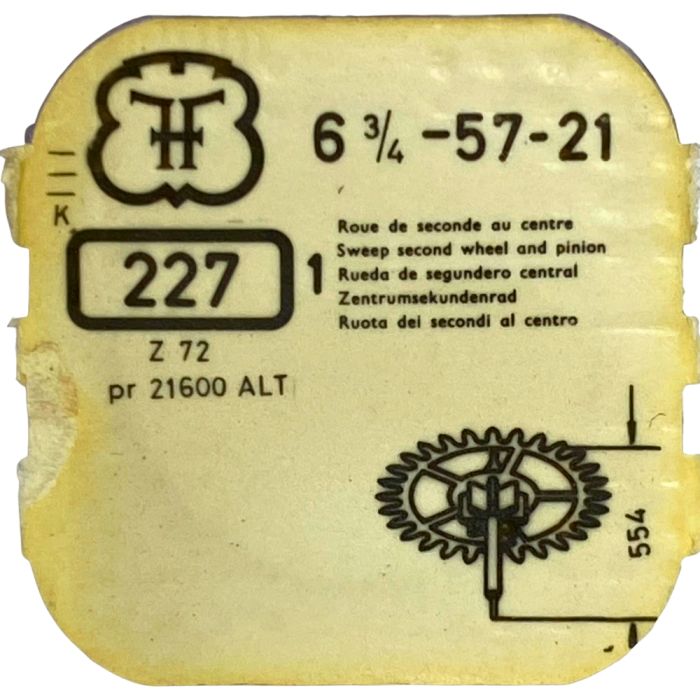 TF
6 3/4 -57-21
K
227 1
Roue de seconde au centre
Sweep second wheel and pinion
Rueda de segundero central
Zentrumsekundenrad
Ruota dei secondi al centro
Z 72
pr 21600 ALT
554